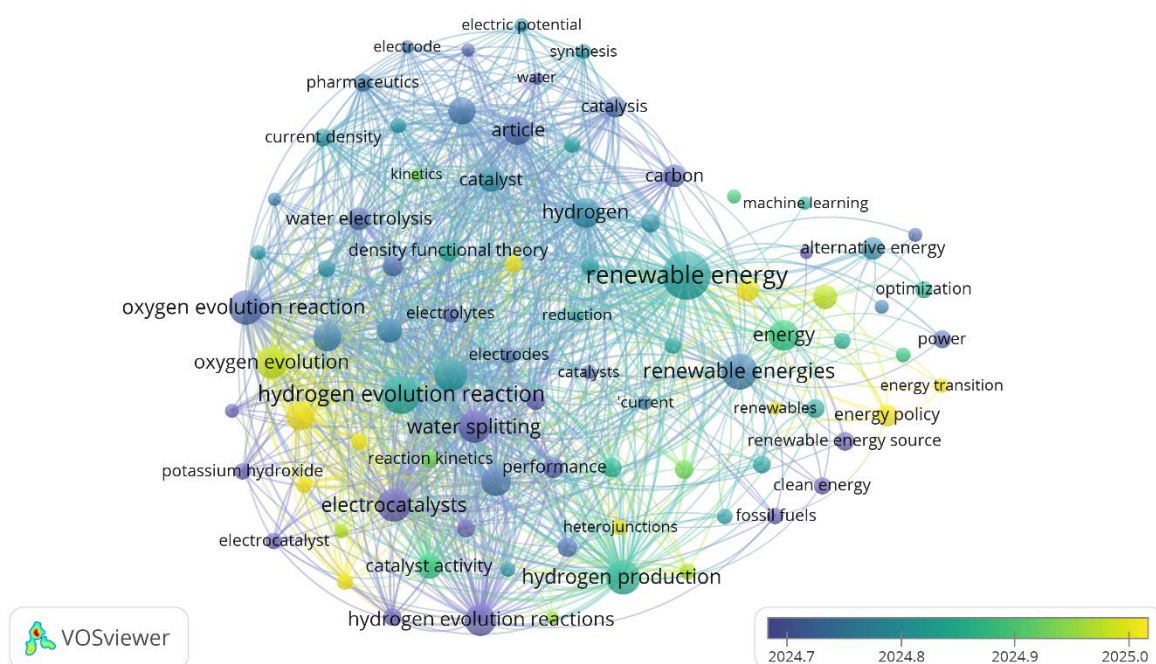 electric potential
electrode
synthesis
water
pharmaceutics
catalysis
article
current density
kinetics
catalyst
carbon
machine learning
hydrogen
water electrolysis
density functional theory
alternative energy
renewable energy
optimization
oxygen evolution reaction
electrolytes
reduction
energy
power
electrodes
oxygen evolution
catalysts
renewable energies
energy transition
hydrogen evolution reaction
'current
renewables
energy policy
water splitting
renewable energy source
reaction kinetics
performance
potassium hydroxide
clean energy
electrocatalysts
fossil fuels
heterojunctions
electrocatalyst
catalyst activity
hydrogen production
hydrogen evolution reactions
VOSviewer
2024.7 2024.8 2024.9 2025.0